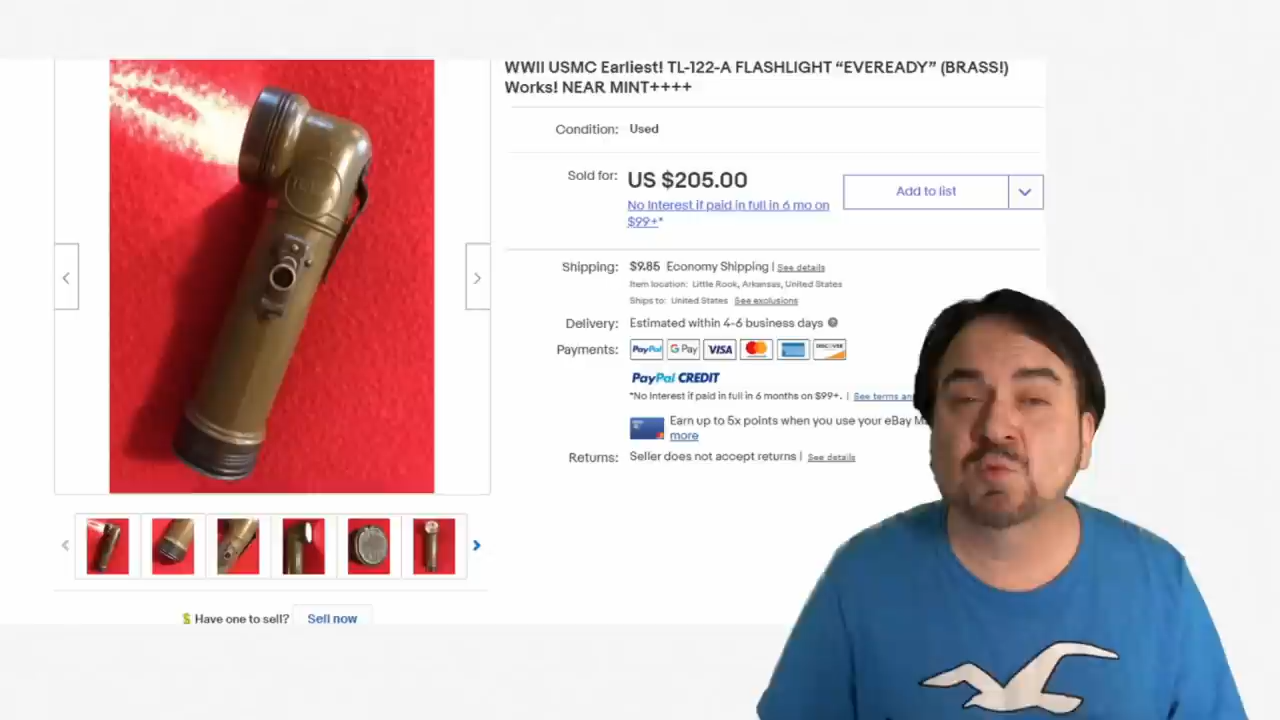 WWII USMC Earliest! TL-122-A FLASHLIGHT “EVEREADY” (BRASS!)
Works! NEAR MINT++++
Condition: Used
Sold for: US $205.00
No Interest if paid in full in 6 mo on
$99+*
Add to list
Shipping: $9.85 Economy Shipping | See details
Item location: Little Rock, Arkansas, United States
Ships to: United States See exclusions
Delivery: Estimated within 4-6 business days
Payments: PayPal G Pay VISA DISCOVER
PayPal CREDIT
*No Interest if paid in full in 6 months on $99+. | See terms
Earn up to 5x points when you use your eBay
more
Returns: Seller does not accept returns | See details
$ Have one to sell? Sell now